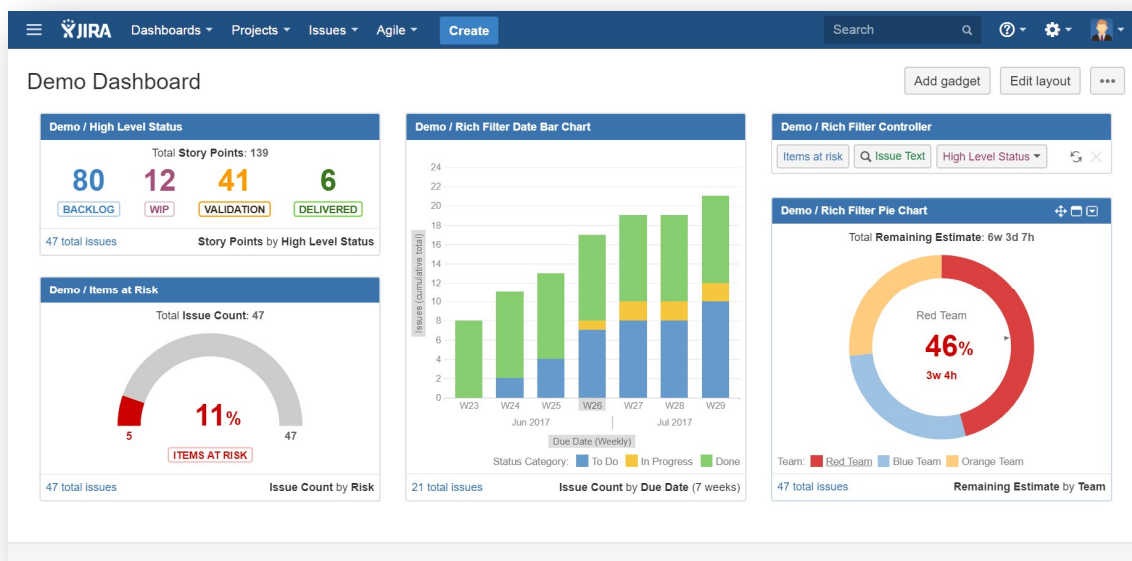 JIRA Dashboards Projects Issues Agile Create Search
Demo Dashboard
Add gadget Edit layout
Demo / High Level Status
Total Story Points: 139
80 12 41 6
BACKLOG WIP VALIDATION DELIVERED
47 total issues Story Points by High Level Status
Demo / Items at Risk
Total Issue Count: 47
11%
5 47
ITEMS AT RISK
47 total issues Issue Count by Risk
Demo / Rich Filter Date Bar Chart
24
22
20
18
16
14
12
10
8
6
4
2
0
Issues (cumulative total)
W23 W24 W25 W26 W27 W28 W29
Jun 2017 Jul 2017
Due Date (Weekly)
Status Category: To Do In Progress Done
21 total issues Issue Count by Due Date (7 weeks)
Demo / Rich Filter Controller
Items at risk Issue Text High Level Status
Demo / Rich Filter Pie Chart
Total Remaining Estimate: 6w 3d 7h
Red Team
46%
3w 4h
Team: Red Team Blue Team Orange Team
47 total issues Remaining Estimate by Team